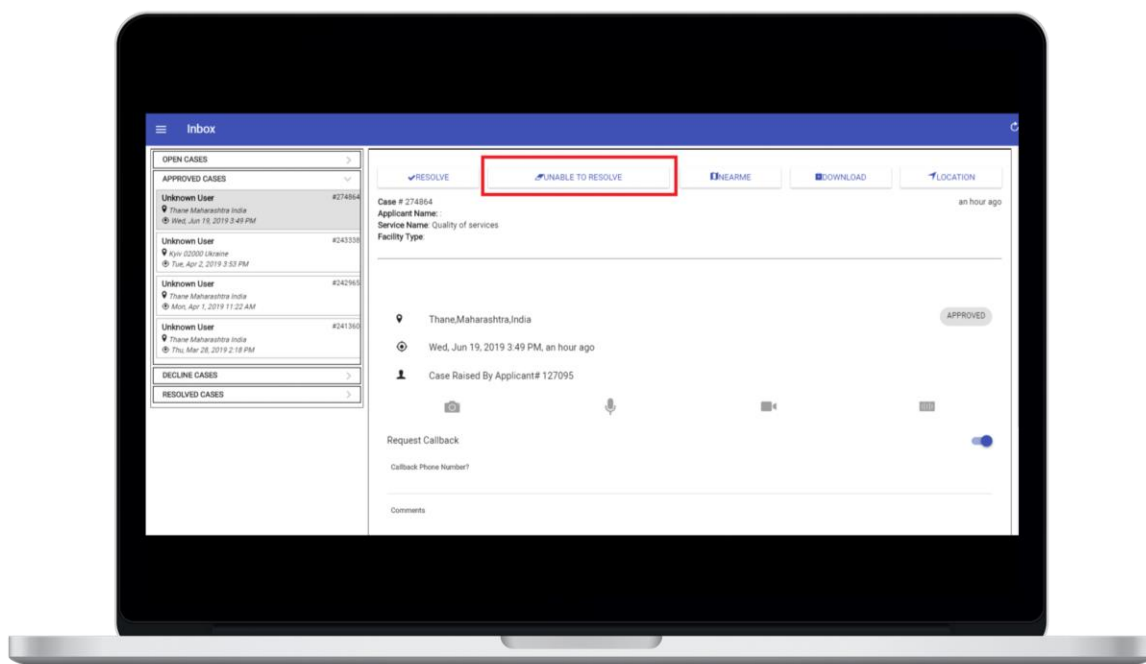 Inbox
OPEN CASES
APPROVED CASES
Unknown User #274864
Thane Maharashtra India
Wed, Jun 19, 2019 3:49 PM
Unknown User #243338
Kyiv 02000 Ukraine
Tue, Apr 2, 2019 3:53 PM
Unknown User #242965
Thane Maharashtra India
Mon, Apr 1, 2019 11:22 AM
Unknown User #241360
Thane Maharashtra India
Thu, Mar 28, 2019 2:18 PM
DECLINE CASES
RESOLVED CASES
RESOLVE UNABLE TO RESOLVE NEARME DOWNLOAD LOCATION
Case # 274864 an hour ago
Applicant Name: :
Service Name: Quality of services
Facility Type:
Thane,Maharashtra,India APPROVED
Wed, Jun 19, 2019 3:49 PM, an hour ago
Case Raised By Applicant# 127095
Request Callback
Callback Phone Number?
Comments